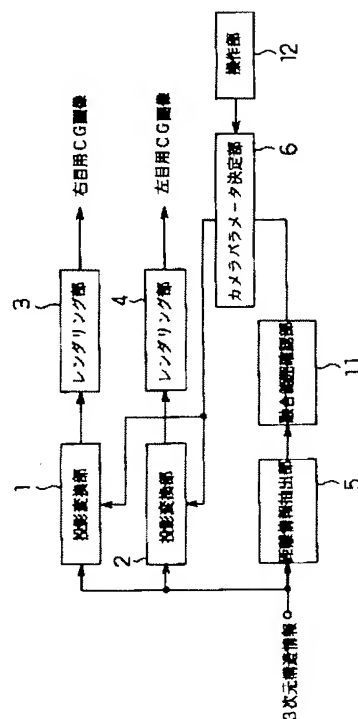 3次元構造情報
1
投影変換部
2
投影変換部
3
レンダリング部
4
レンダリング部
右目用CG画像
左目用CG画像
5
距離情報抽出部
11
融合範囲確認部
6
カメラパラメータ決定部
12
操作部